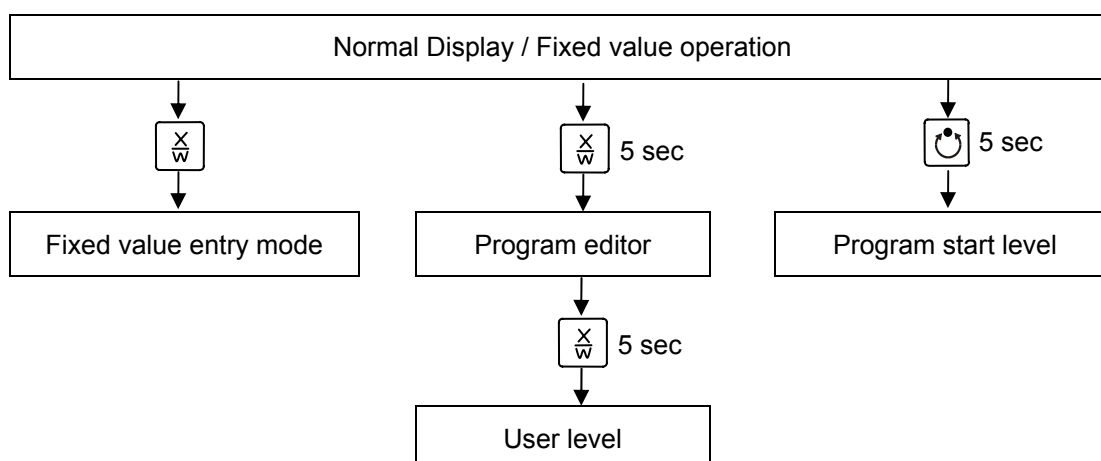 Normal Display / Fixed value operation
X
W
X
W
5 sec
5 sec
Fixed value entry mode
Program editor
Program start level
X
W
5 sec
User level